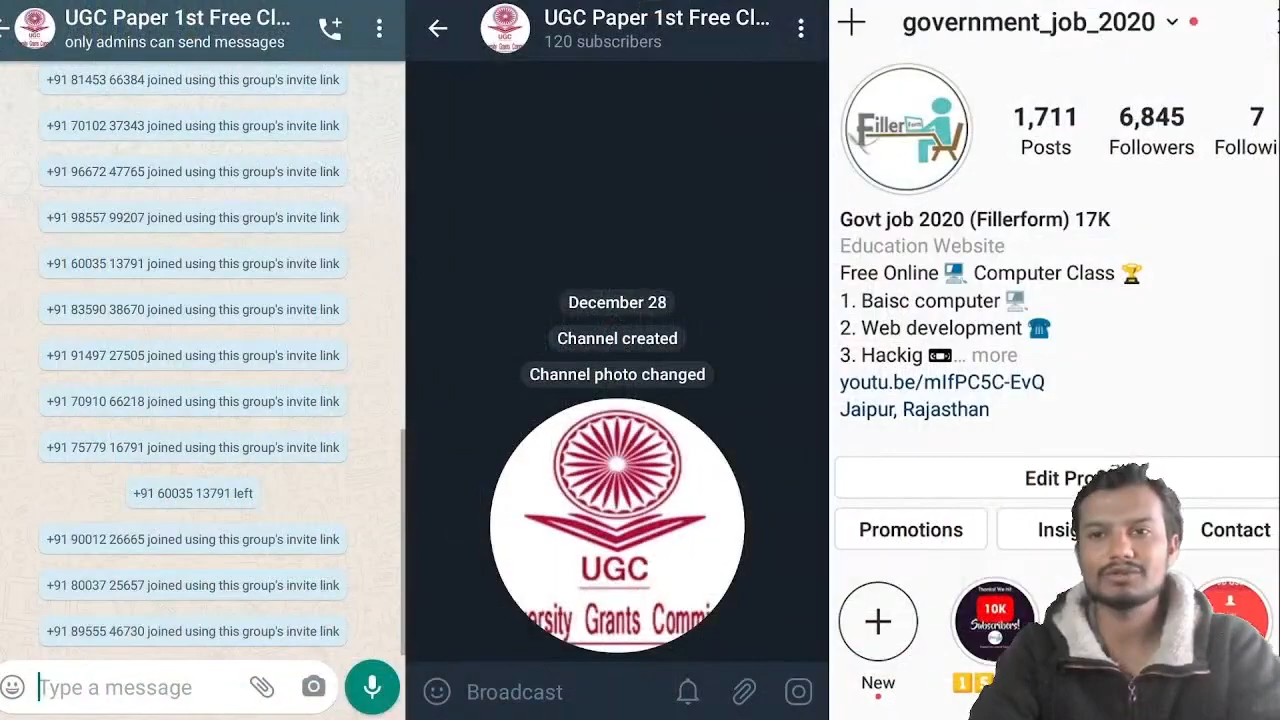 UGC Paper 1st Free Cl...
only admins can send messages
+91 81453 66384 joined using this group's invite link
+91 70102 37343 joined using this group's invite link
+91 96672 47765 joined using this group's invite link
+91 98557 99207 joined using this group's invite link
+91 60035 13791 joined using this group's invite link
+91 83590 38670 joined using this group's invite link
+91 91497 27505 joined using this group's invite link
+91 70910 66218 joined using this group's invite link
+91 75779 16791 joined using this group's invite link
+91 60035 13791 left
+91 90012 26665 joined using this group's invite link
+91 80037 25657 joined using this group's invite link
+91 89555 46730 joined using this group's invite link
Type a message
UGC Paper 1st Free Cl...
120 subscribers
December 28
Channel created
Channel photo changed
UGC
ersity Grants Commi
Broadcast
government_job_2020
Filler Form
1,711
Posts
6,845
Followers
7
Followi
Govt job 2020 (Fillerform) 17K
Education Website
Free Online 💻 Computer Class 🏆
1. Baisc computer 💻
2. Web development ☎
3. Hackig 📼... more
youtu.be/mIfPC5C-EvQ
Jaipur, Rajasthan
Edit Pro
Promotions
Insig
Contact
10K
Subscribers!
New
15